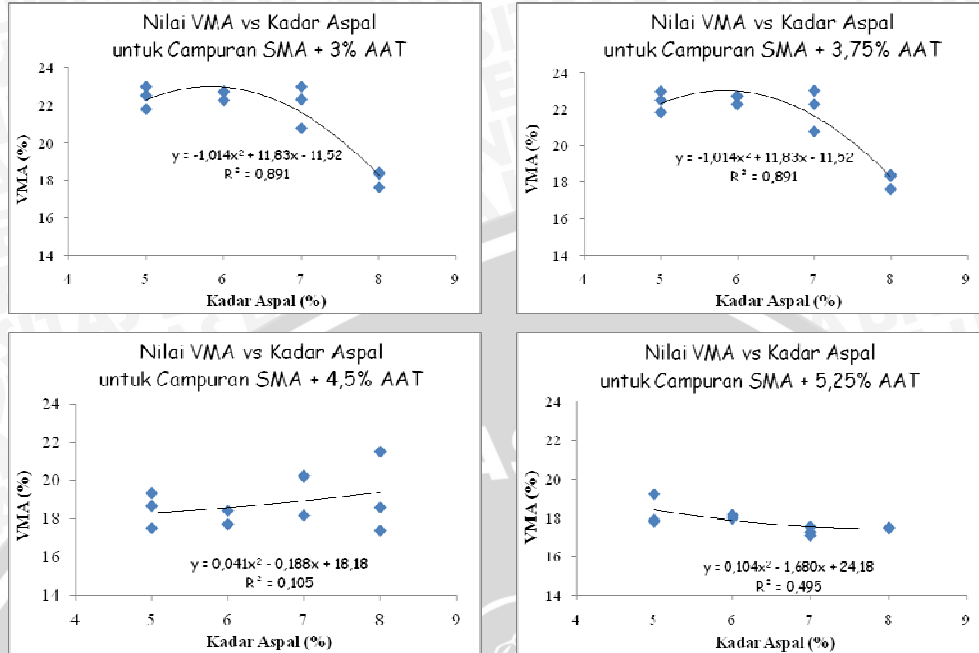 Nilai VMA vs Kadar Aspal
untuk Campuran SMA + 3% AAT
VMA (%)
24
22
20
18
16
14
y = -1,014x² + 11,83x - 11,52
R² = 0,891
4 5 6 7 8 9
Kadar Aspal (%)
Nilai VMA vs Kadar Aspal
untuk Campuran SMA + 3,75% AAT
VMA (%)
24
22
20
18
16
14
y = -1,014x² + 11,83x - 11,52
R² = 0,891
4 5 6 7 8 9
Kadar Aspal (%)
Nilai VMA vs Kadar Aspal
untuk Campuran SMA + 4,5% AAT
VMA (%)
24
22
20
18
16
14
y = 0,041x² - 0,188x + 18,18
R² = 0,105
4 5 6 7 8 9
Kadar Aspal (%)
Nilai VMA vs Kadar Aspal
untuk Campuran SMA + 5,25% AAT
VMA (%)
24
22
20
18
16
14
y = 0,104x² - 1,680x + 24,18
R² = 0,495
4 5 6 7 8 9
Kadar Aspal (%)